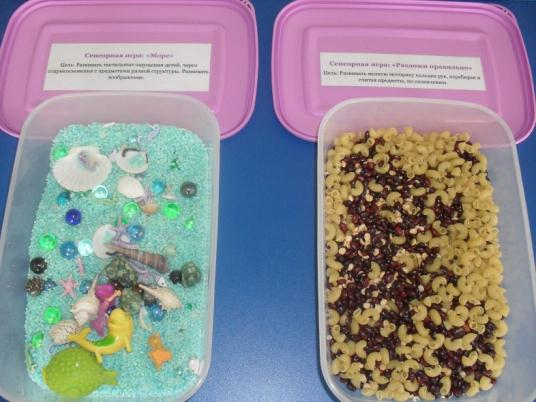 Сенсорная игра: «Море»
Цель: Развивать тактильные ощущения детей, через
соприкосновения с предметами разной структуры. Развивать
воображение.
Сенсорная игра: «Разложи правильно»
Цель: Развивать мелкую моторику пальцев рук, перебирая и
считая предметы, по назначению.